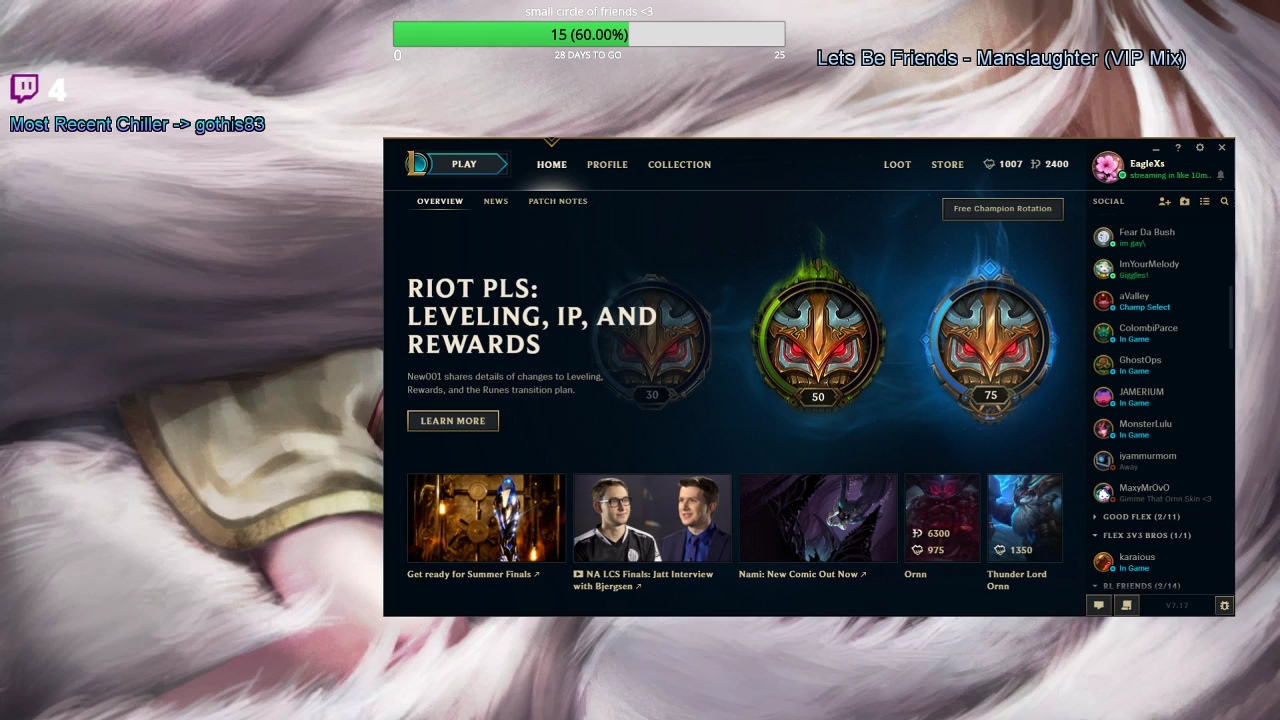 small circle of friends <3
15 (60.00%)
0
28 DAYS TO GO
25
Lets Be Friends - Manslaughter (VIP Mix)
4
Most Recent Chiller -> gothis83
PLAY
HOME
PROFILE
COLLECTION
LOOT
STORE
1007
2400
EagleXs
streaming in like 10m..
OVERVIEW
NEWS
PATCH NOTES
Free Champion Rotation
SOCIAL
RIOT PLS:
LEVELING, IP, AND
REWARDS
New001 shares details of changes to Leveling,
Rewards, and the Runes transition plan.
LEARN MORE
30
50
75
Fear Da Bush
im gay\
ImYourMelody
Giggles!
aValley
Champ Select
ColombiParce
In Game
GhostOps
In Game
JAMERIUM
In Game
MonsterLulu
In Game
iyammurmom
Away
MaxyMrOvO
Gimme That Ornn Skin <3
GOOD FLEX (2/11)
FLEX 3V3 BROS (1/1)
karaious
In Game
RL FRIENDS (2/14)
V7.17
6300
975
1350
Get ready for Summer Finals
NA LCS Finals: Jatt Interview
with Bjergsen
Nami: New Comic Out Now
Ornn
Thunder Lord
Ornn